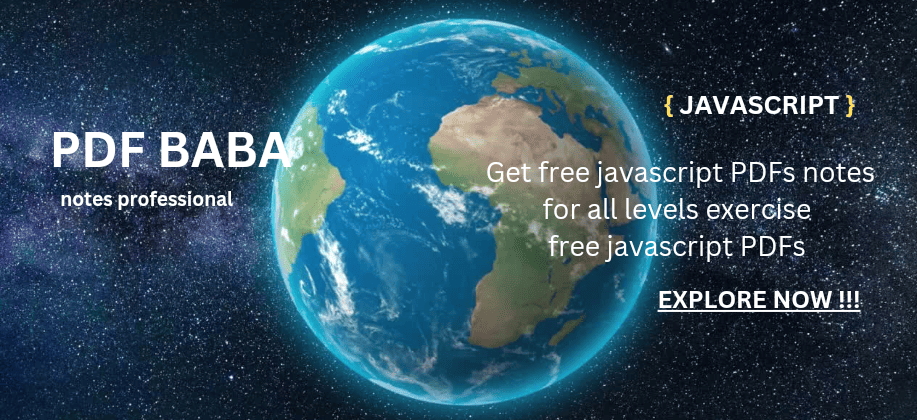 PDF BABA
notes professional
{ JAVASCRIPT }
Get free javascript PDFs notes
for all levels exercise
free javascript PDFs
EXPLORE NOW !!!